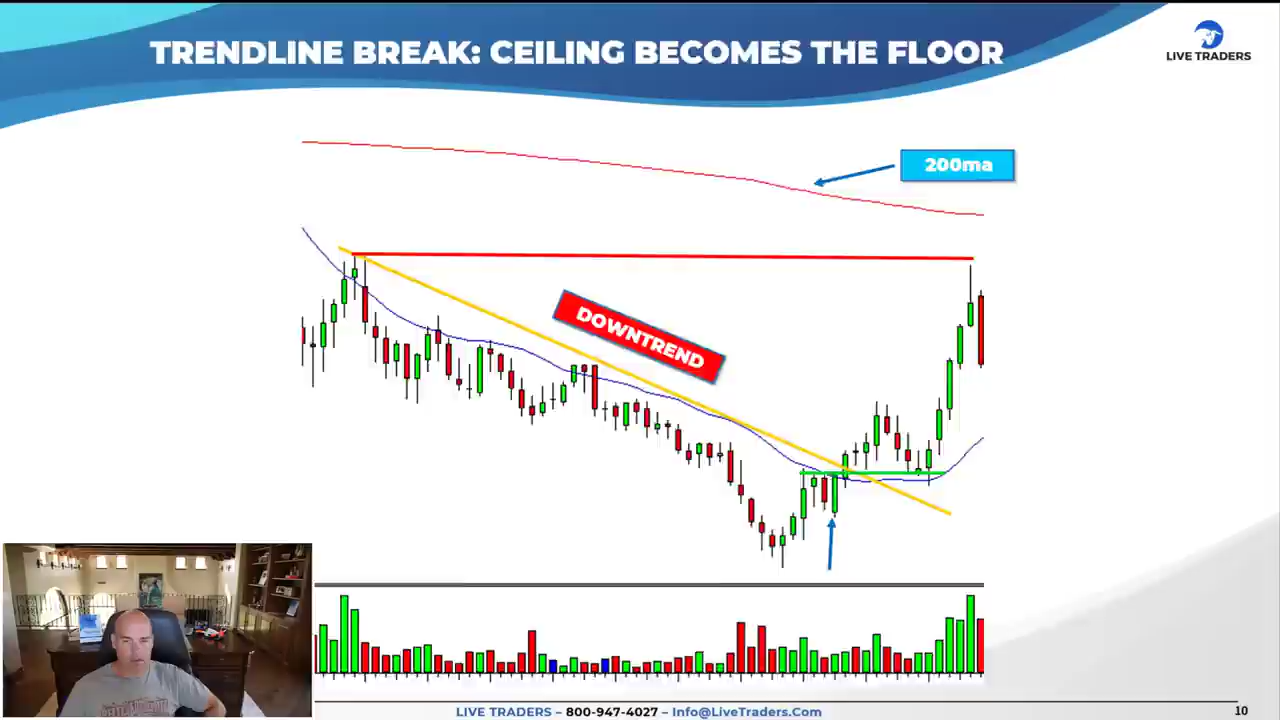 TRENDLINE BREAK: CEILING BECOMES THE FLOOR
LIVE TRADERS
200ma
DOWNTREND
LIVE TRADERS – 800-947-4027 – Info@LiveTraders.Com
10